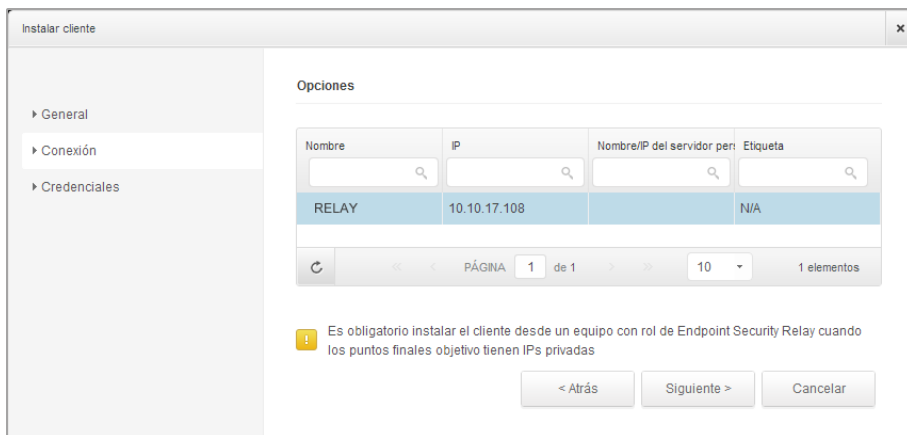 Instalar cliente
×
General
Conexión
Credenciales
Opciones
Nombre
IP
Nombre/IP del servidor per
Etiqueta
RELAY
10.10.17.108
N/A
PÁGINA 1 de 1
10
1 elementos
Es obligatorio instalar el cliente desde un equipo con rol de Endpoint Security Relay cuando
los puntos finales objetivo tienen IPs privadas
< Atrás
Siguiente >
Cancelar